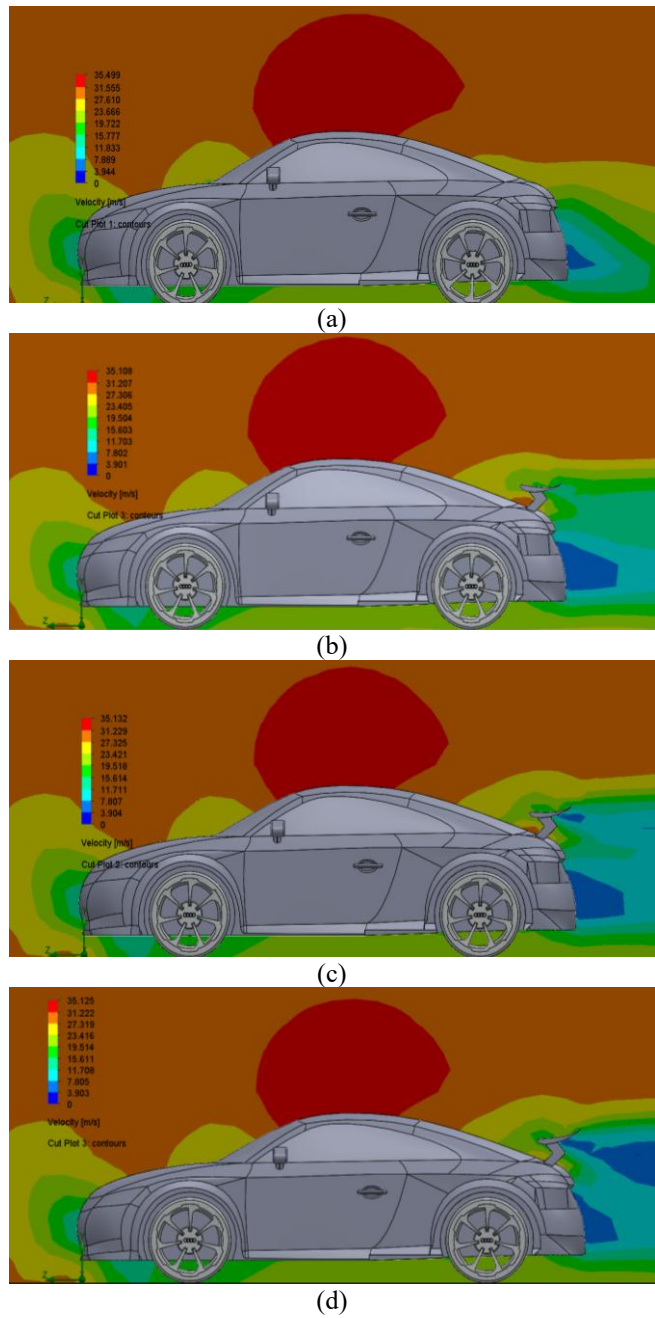 35.499
31.555
27.610
23.666
19.722
15.777
11.833
7.889
3.944
0
Velocity [m/s]
Cut Plot 1: contours
Z
(a)
35.108
31.207
27.306
23.405
19.504
15.603
11.703
7.802
3.901
0
Velocity [m/s]
Cut Plot 3: contours
Z
(b)
35.132
31.229
27.325
23.421
19.518
15.614
11.711
7.807
3.904
0
Velocity [m/s]
Cut Plot 2: contours
Z
(c)
35.125
31.222
27.319
23.416
19.514
15.611
11.708
7.805
3.903
0
Velocity [m/s]
Cut Plot 3: contours
Z
(d)